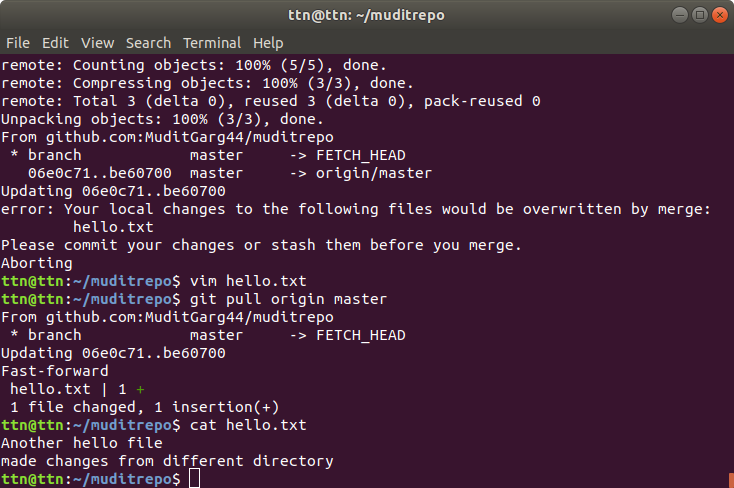 ttn@ttn: ~/muditrepo
File Edit View Search Terminal Help
remote: Counting objects: 100% (5/5), done.
remote: Compressing objects: 100% (3/3), done.
remote: Total 3 (delta 0), reused 3 (delta 0), pack-reused 0
Unpacking objects: 100% (3/3), done.
From github.com:MuditGarg44/muditrepo
 * branch            master     -> FETCH_HEAD
   06e0c71..be60700  master     -> origin/master
Updating 06e0c71..be60700
error: Your local changes to the following files would be overwritten by merge:
        hello.txt
Please commit your changes or stash them before you merge.
Aborting
ttn@ttn:~/muditrepo$ vim hello.txt
ttn@ttn:~/muditrepo$ git pull origin master
From github.com:MuditGarg44/muditrepo
 * branch            master     -> FETCH_HEAD
Updating 06e0c71..be60700
Fast-forward
 hello.txt | 1 +
 1 file changed, 1 insertion(+)
ttn@ttn:~/muditrepo$ cat hello.txt
Another hello file
made changes from different directory
ttn@ttn:~/muditrepo$